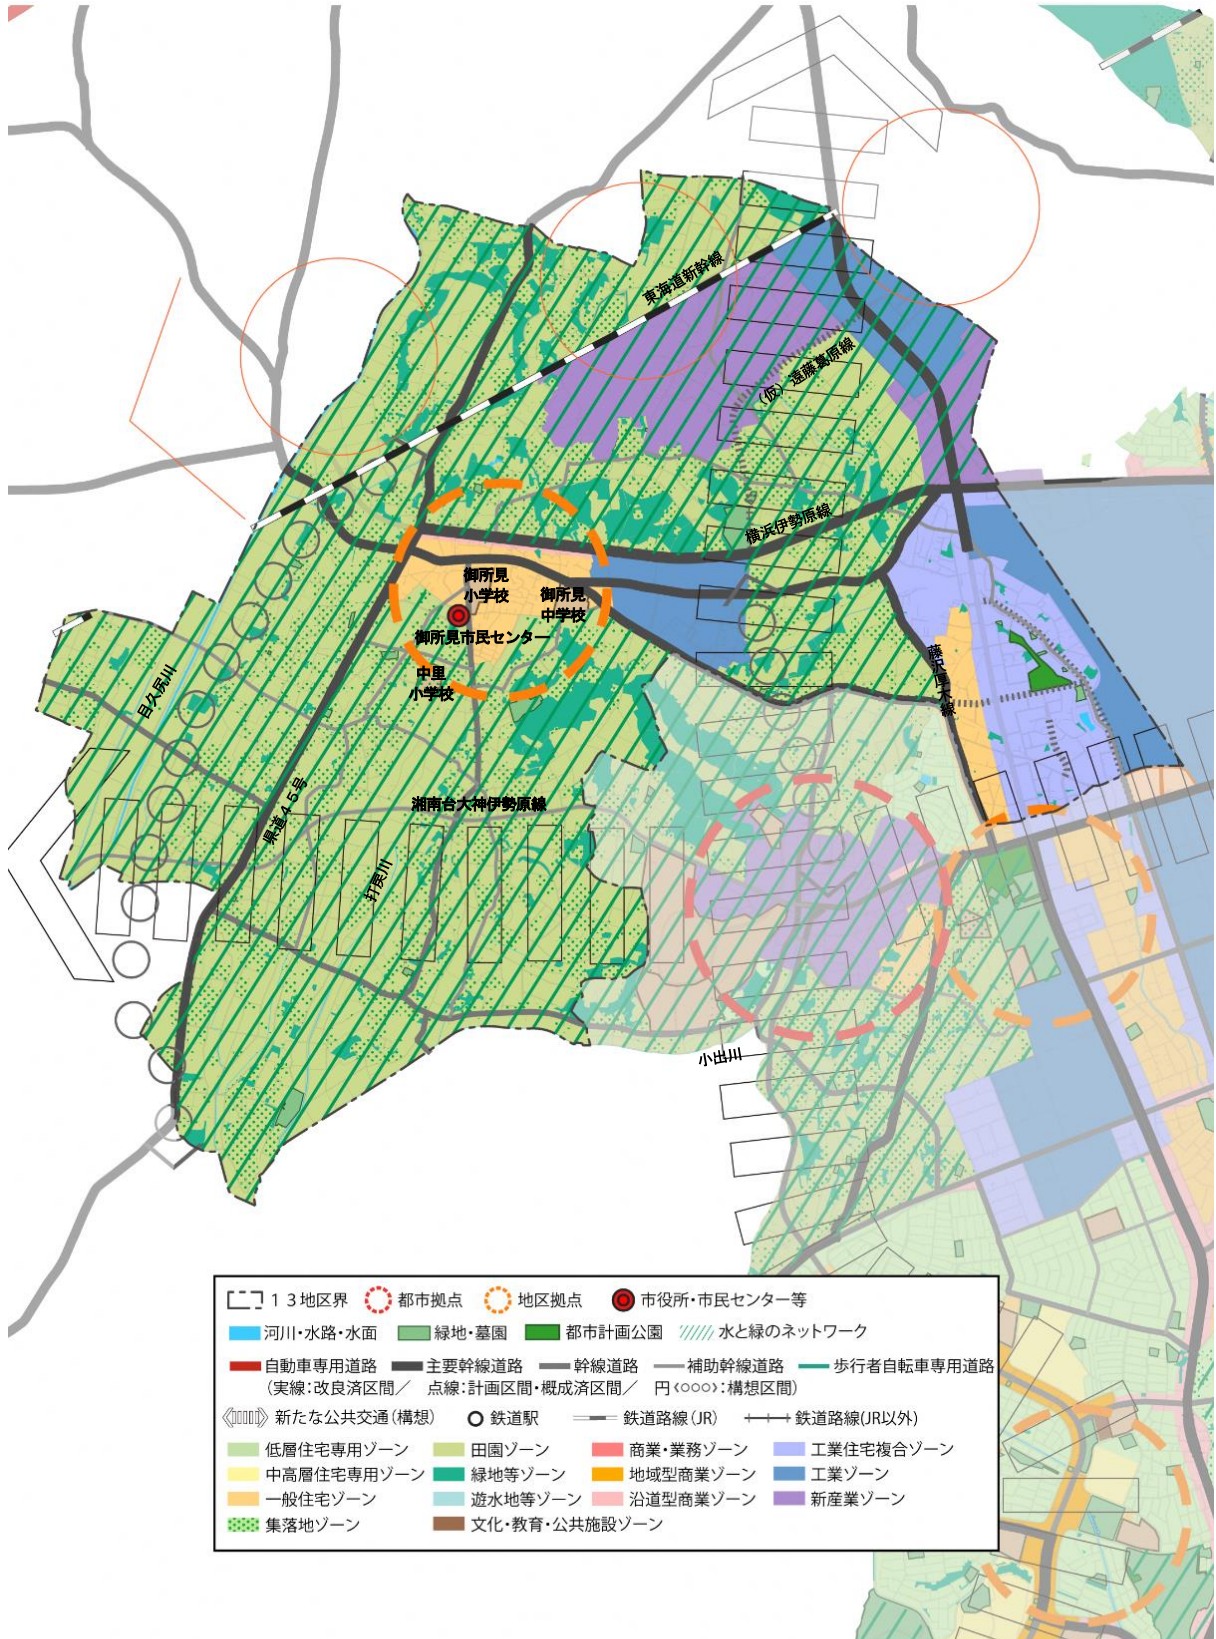 東海道新幹線
(仮)遠藤葛原線
横浜伊勢原線
御所見
小学校
御所見
中学校
御所見市民センター
中里
小学校
藤沢厚木線
目久尻川
県道45号
湘南台大神伊勢原線
打戻川
小出川
13地区界
都市拠点
地区拠点
市役所・市民センター等
河川・水路・水面
緑地・墓園
都市計画公園
水と緑のネットワーク
自動車専用道路
主要幹線道路
幹線道路
補助幹線道路
歩行者自転車専用道路
(実線:改良済区間/ 点線:計画区間・概成済区間/ 円(○○○):構想区間)
新たな公共交通(構想)
鉄道駅
鉄道路線(JR)
鉄道路線(JR以外)
低層住宅専用ゾーン
田園ゾーン
商業・業務ゾーン
工業住宅複合ゾーン
中高層住宅専用ゾーン
緑地等ゾーン
地域型商業ゾーン
工業ゾーン
一般住宅ゾーン
遊水地等ゾーン
沿道型商業ゾーン
新産業ゾーン
集落地ゾーン
文化・教育・公共施設ゾーン